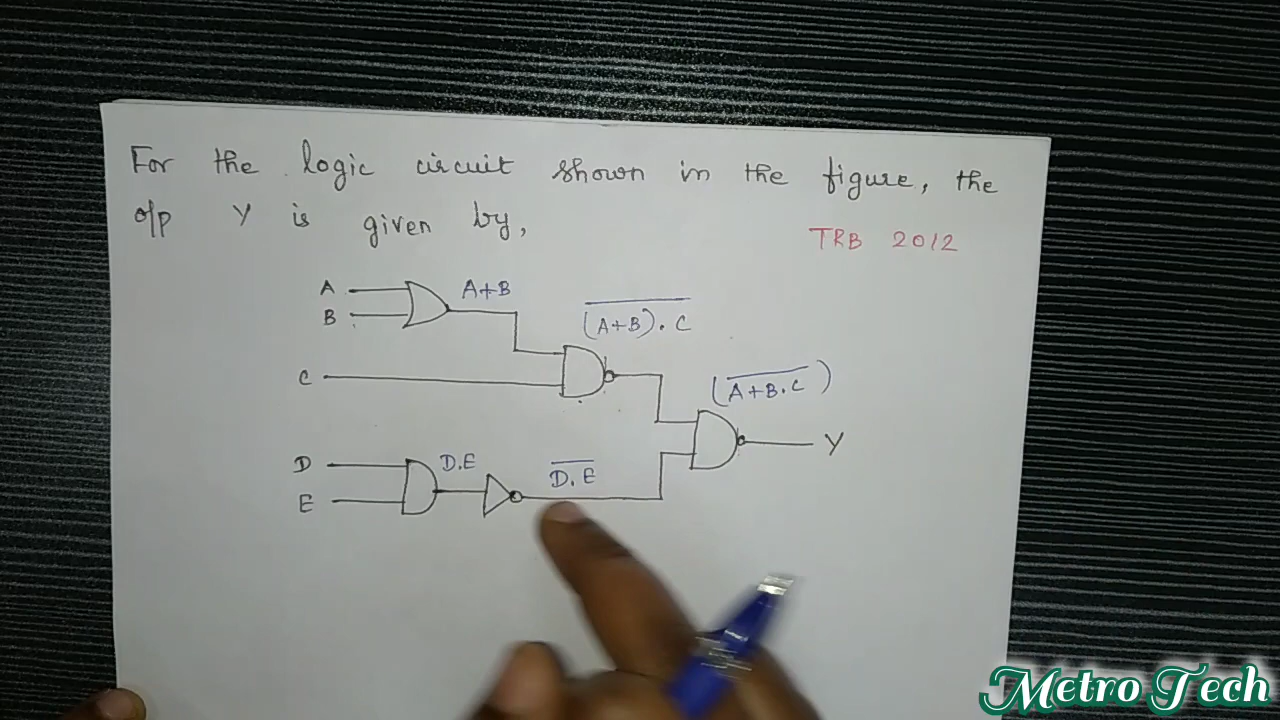 For the logic circuit shown in the figure, the
o/p Y is given by,
TRB 2012
A
B
A+B
(A+B).C̅
C
(A+B.C)
D
E
D.E
D.E
Y
Metro Tech